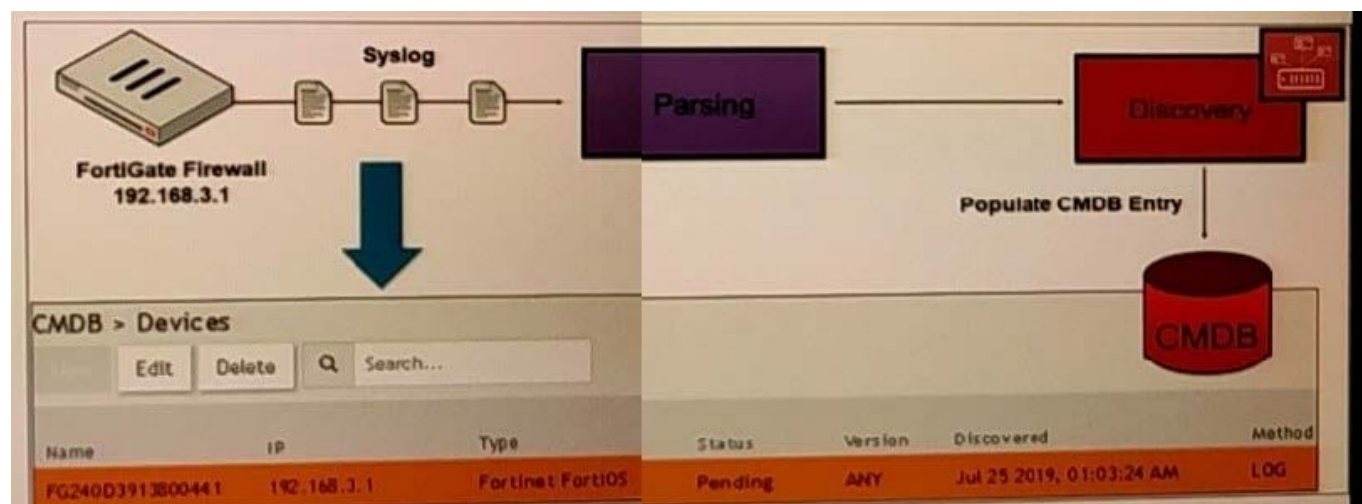 Syslog
Parsing
Discovery
FortiGate Firewall
192.168.3.1
Populate CMDB Entry
CMDB
CMDB > Devices
Edit Delete Search...
Name IP Type Status Version Discovered Method
FG240D3913800441 192.168.3.1 Fortinet FortiOS Pending ANY Jul 25 2019, 01:03:24 AM LOG